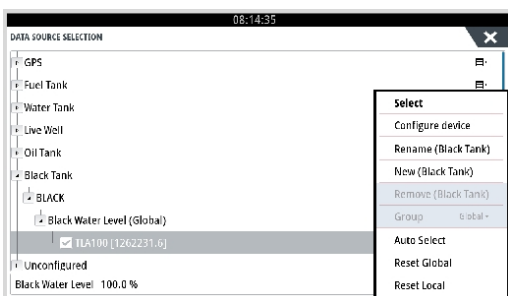 08:14:35
DATA SOURCE SELECTION
GPS
Fuel Tank
Water Tank
Live Well
Oil Tank
Black Tank
BLACK
Black Water Level (Global)
TLA100 [1262231.6]
Unconfigured
Black Water Level 100.0 %
Select
Configure device
Rename (Black Tank)
New (Black Tank)
Remove (Black Tank)
Group Global
Auto Select
Reset Global
Reset Local